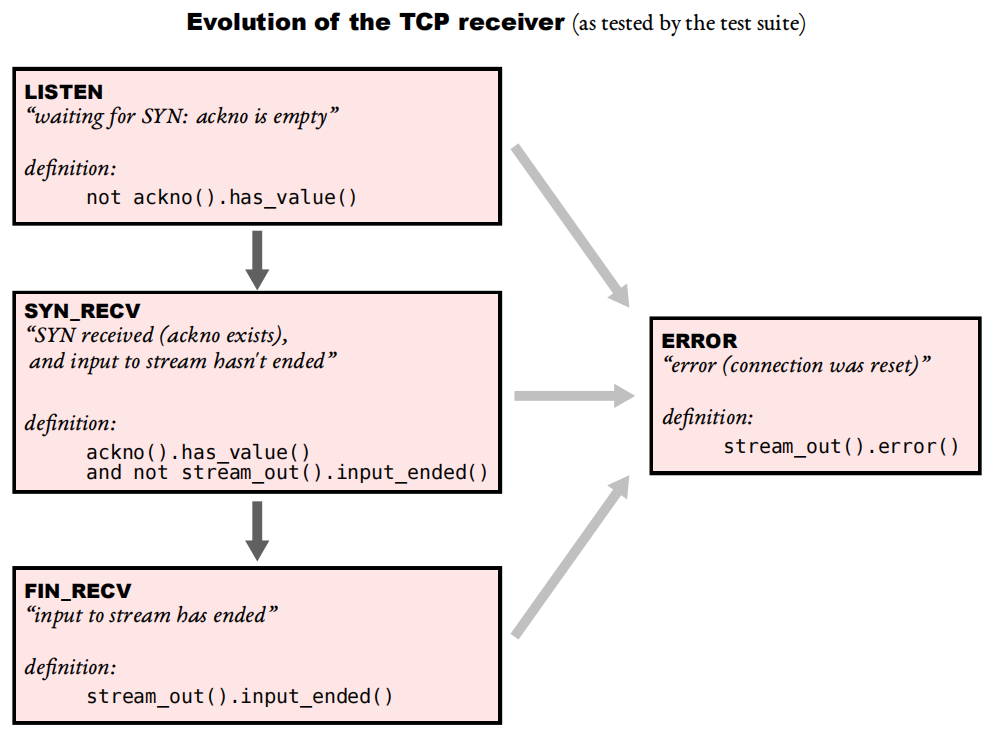 Evolution of the TCP receiver (as tested by the test suite)
LISTEN
“waiting for SYN: ackno is empty”
definition:
not ackno().has_value()
SYN_RECV
“SYN received (ackno exists),
and input to stream hasn't ended”
definition:
ackno().has_value()
and not stream_out().input_ended()
FIN_RECV
“input to stream has ended”
definition:
stream_out().input_ended()
ERROR
“error (connection was reset)”
definition:
stream_out().error()